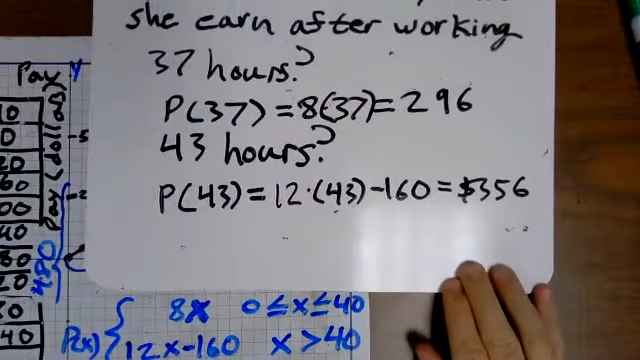 she earn after working
37 hours?
P(37) = 8(37) = 296
43 hours?
P(43) = 12·(43) - 160 = $356
Pay
Pay (dollars)
480
P(x) { 8x 0 ≤ x ≤ 40
12x - 160 x > 40